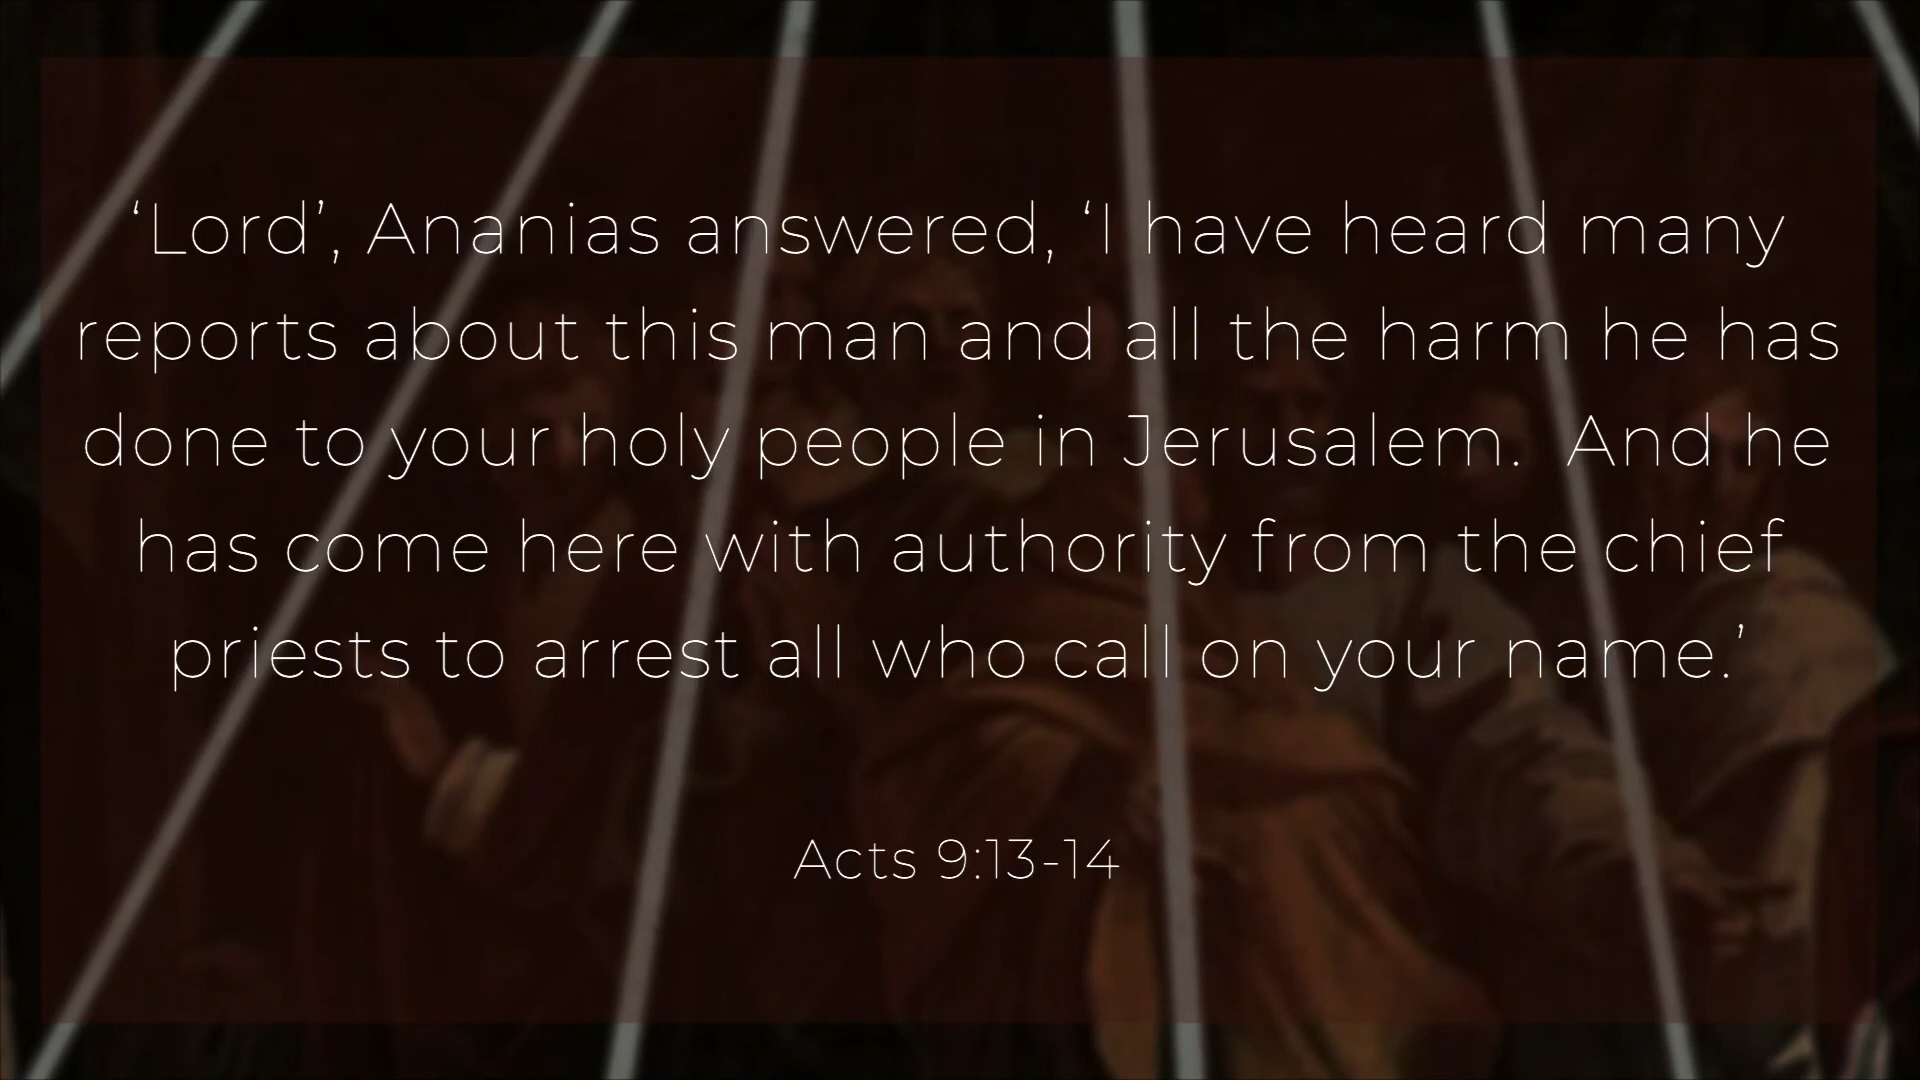 ‘Lord’, Ananias answered, ‘I have heard many
reports about this man and all the harm he has
done to your holy people in Jerusalem.  And he
has come here with authority from the chief
priests to arrest all who call on your name.’
Acts 9:13-14